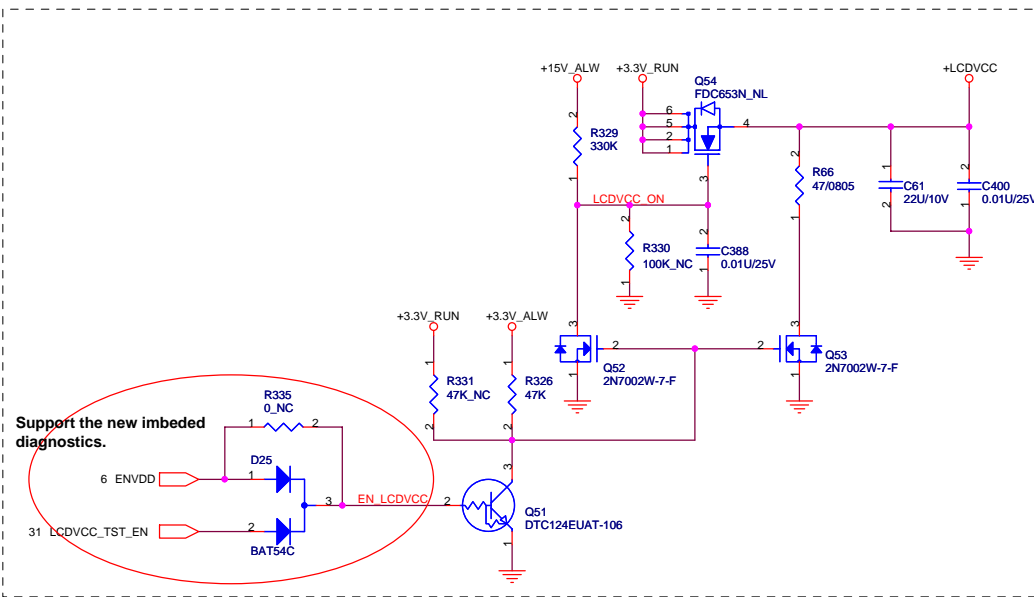 +15V_ALW
+3.3V_RUN
+LCDVCC
Q54
FDC653N_NL
6
5
2
1
4
3
2
R329
330K
1
LCDVCC_ON
2
R330
100K_NC
1
2
C388
0.01U/25V
1
2
R66
47/0805
1
1
C61
22U/10V
2
2
C400
0.01U/25V
1
+3.3V_RUN
+3.3V_ALW
1
R331
47K_NC
2
1
R326
47K
2
3
2
Q52
2N7002W-7-F
1
3
2
Q53
2N7002W-7-F
1
Support the new imbeded
diagnostics.
R335
0_NC
1
2
D25
6 ENVDD
1
3
EN_LCDVCC
31 LCDVCC_TST_EN
2
BAT54C
2
3
Q51
DTC124EUAT-106
1